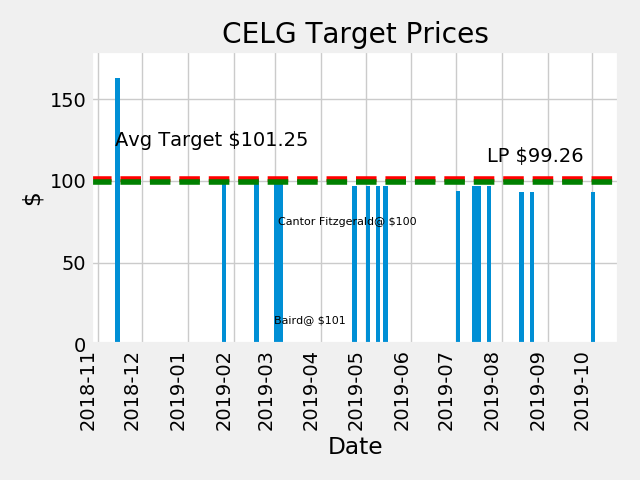 CELG Target Prices
150
Avg Target $101.25
LP $99.26
100
Cantor Fitzgerald@ $100
50
Baird@ $101
0
$
2018-11
2018-12
2019-01
2019-02
2019-03
2019-04
2019-05
2019-06
2019-07
2019-08
2019-09
2019-10
Date